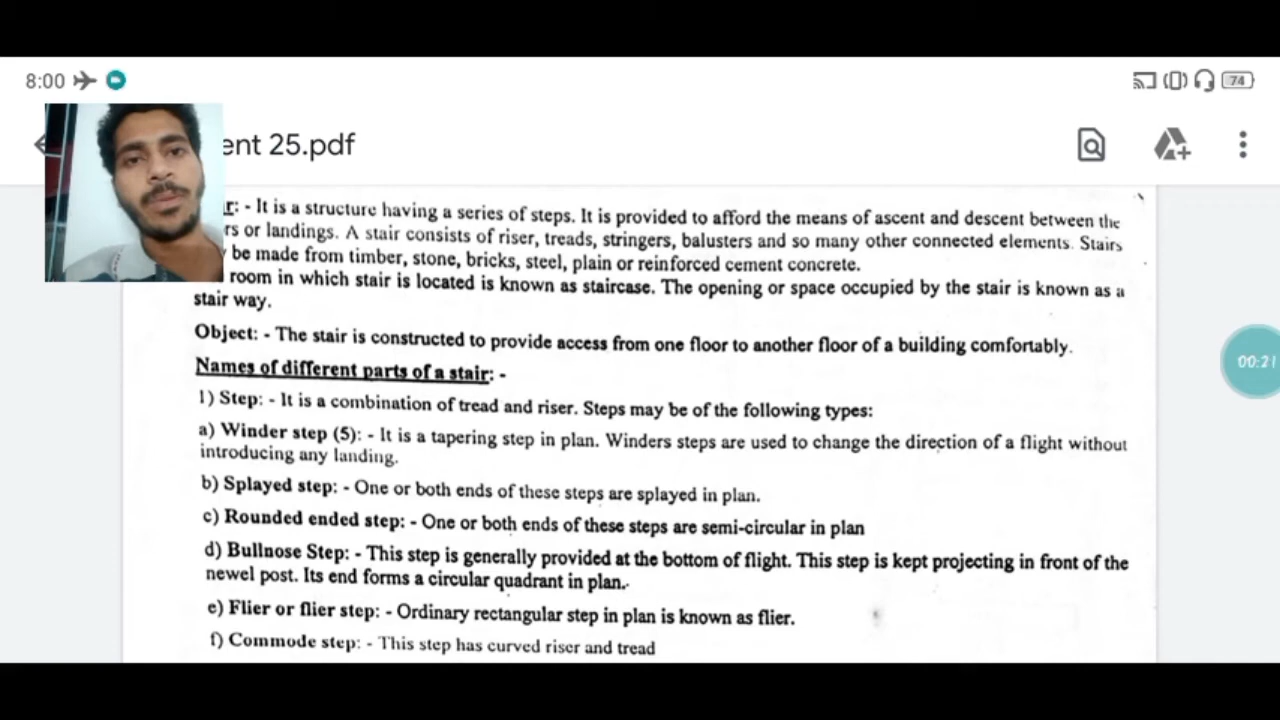 8:00
74
ent 25.pdf
r: - It is a structure having a series of steps. It is provided to afford the means of ascent and descent between the
rs or landings. A stair consists of riser, treads, stringers, balusters and so many other connected elements. Stairs
be made from timber, stone, bricks, steel, plain or reinforced cement concrete.
room in which stair is located is known as staircase. The opening or space occupied by the stair is known as a
stair way.
Object: - The stair is constructed to provide access from one floor to another floor of a building comfortably.
Names of different parts of a stair: -
1) Step: - It is a combination of tread and riser. Steps may be of the following types:
a) Winder step (5): - It is a tapering step in plan. Winders steps are used to change the direction of a flight without
introducing any landing.
b) Splayed step: - One or both ends of these steps are splayed in plan.
c) Rounded ended step: - One or both ends of these steps are semi-circular in plan
d) Bullnose Step: - This step is generally provided at the bottom of flight. This step is kept projecting in front of the
newel post. Its end forms a circular quadrant in plan.
e) Flier or flier step: - Ordinary rectangular step in plan is known as flier.
f) Commode step: - This step has curved riser and tread
00:21